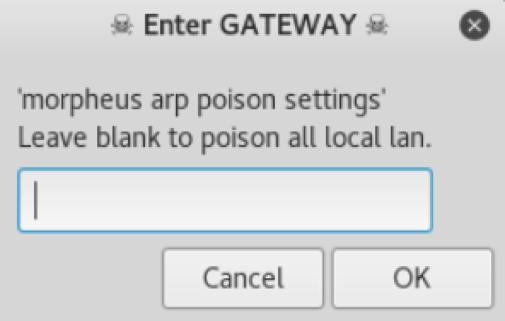 ☠ Enter GATEWAY ☠
'morpheus arp poison settings'
Leave blank to poison all local lan.
Cancel OK